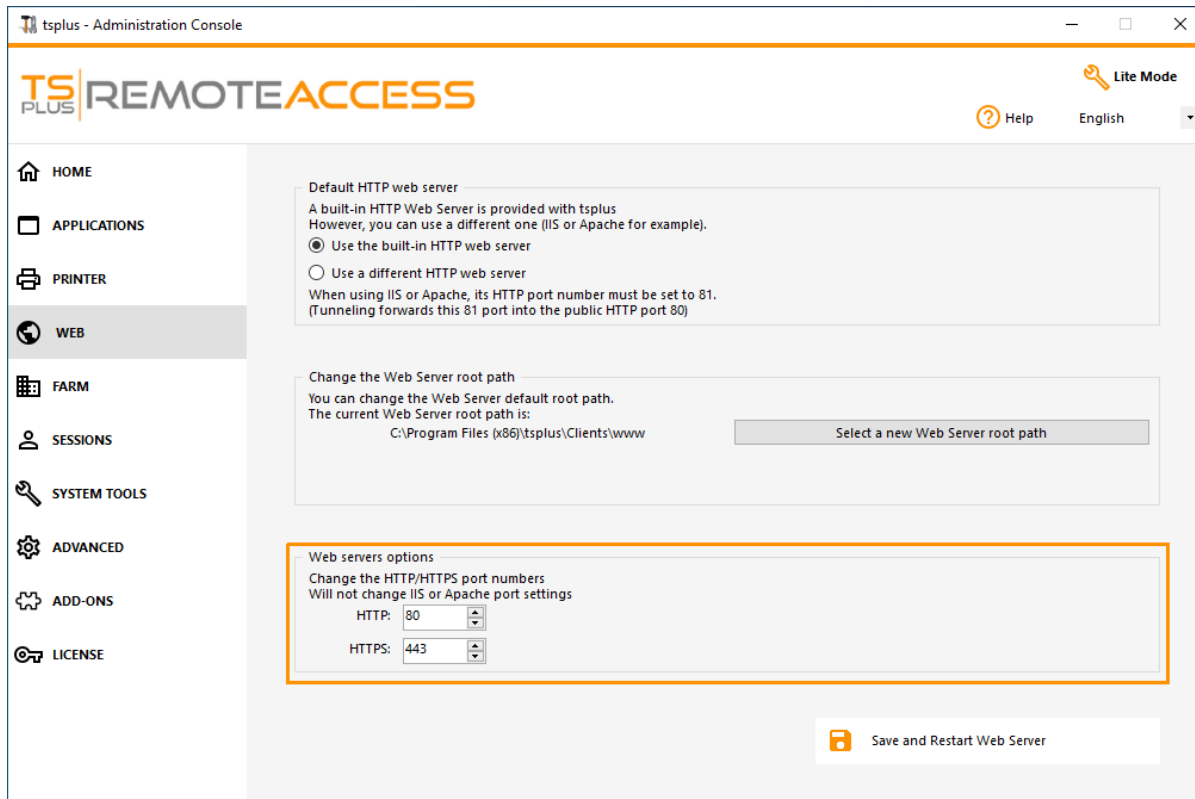 tsplus - Administration Console
TS PLUS REMOTEACCESS
Lite Mode
Help
English
HOME
APPLICATIONS
PRINTER
WEB
FARM
SESSIONS
SYSTEM TOOLS
ADVANCED
ADD-ONS
LICENSE
Default HTTP web server
A built-in HTTP Web Server is provided with tsplus
However, you can use a different one (IIS or Apache for example).
Use the built-in HTTP web server
Use a different HTTP web server
When using IIS or Apache, its HTTP port number must be set to 81.
(Tunneling forwards this 81 port into the public HTTP port 80)
Change the Web Server root path
You can change the Web Server default root path.
The current Web Server root path is:
C:\Program Files (x86)\tsplus\Clients\www
Select a new Web Server root path
Web servers options
Change the HTTP/HTTPS port numbers
Will not change IIS or Apache port settings
HTTP: 80
HTTPS: 443
Save and Restart Web Server